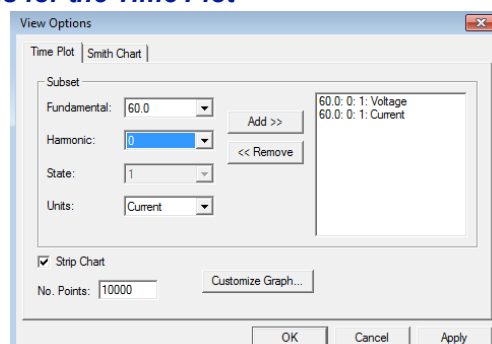 for the Time Plot
View Options
Time Plot Smith Chart
Subset
Fundamental: 60.0
Add >>
60.0: 0: 1: Voltage
60.0: 0: 1: Current
Harmonic: 0
<< Remove
State: 1
Units: Current
Strip Chart
No. Points: 10000
Customize Graph...
OK Cancel Apply